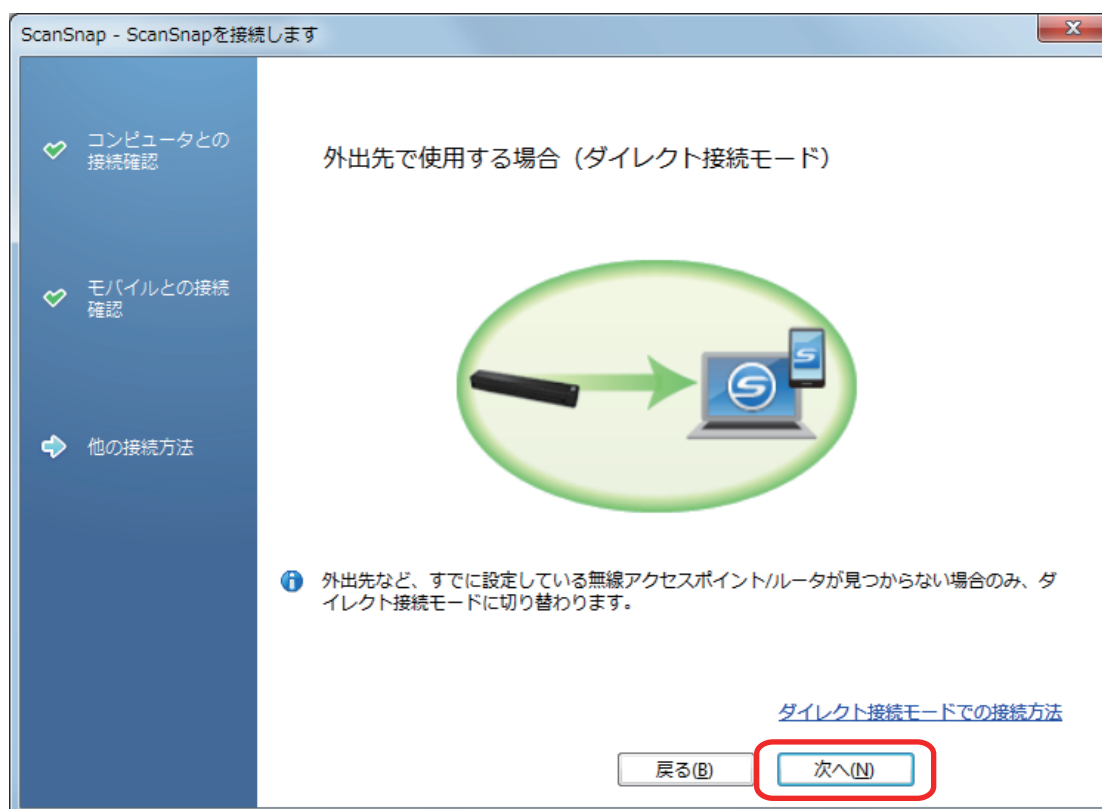 ScanSnap - ScanSnapを接続します
コンピュータとの
接続確認
モバイルとの接続
確認
他の接続方法
外出先で使用する場合（ダイレクト接続モード）
外出先など、すでに設定している無線アクセスポイント/ルータが見つからない場合のみ、ダ
イレクト接続モードに切り替わります。
ダイレクト接続モードでの接続方法
戻る(B)
次へ(N)